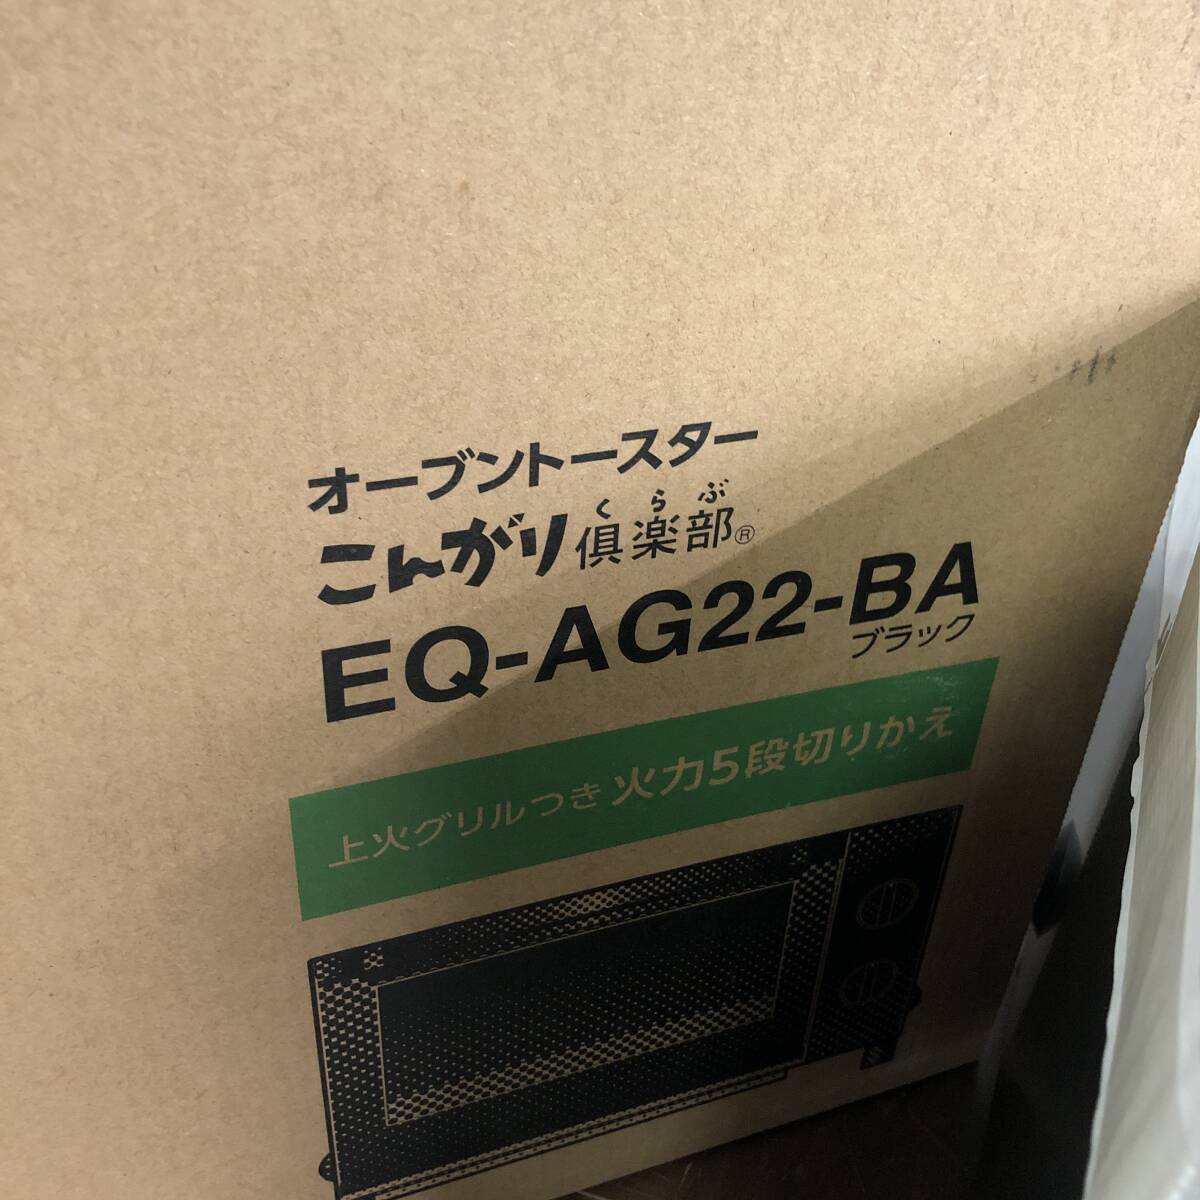 オーブントースター
くらぶ
こんがり倶楽部®
EQ-AG22-BA
ブラック
上火グリルつき 火力5段切りかえ